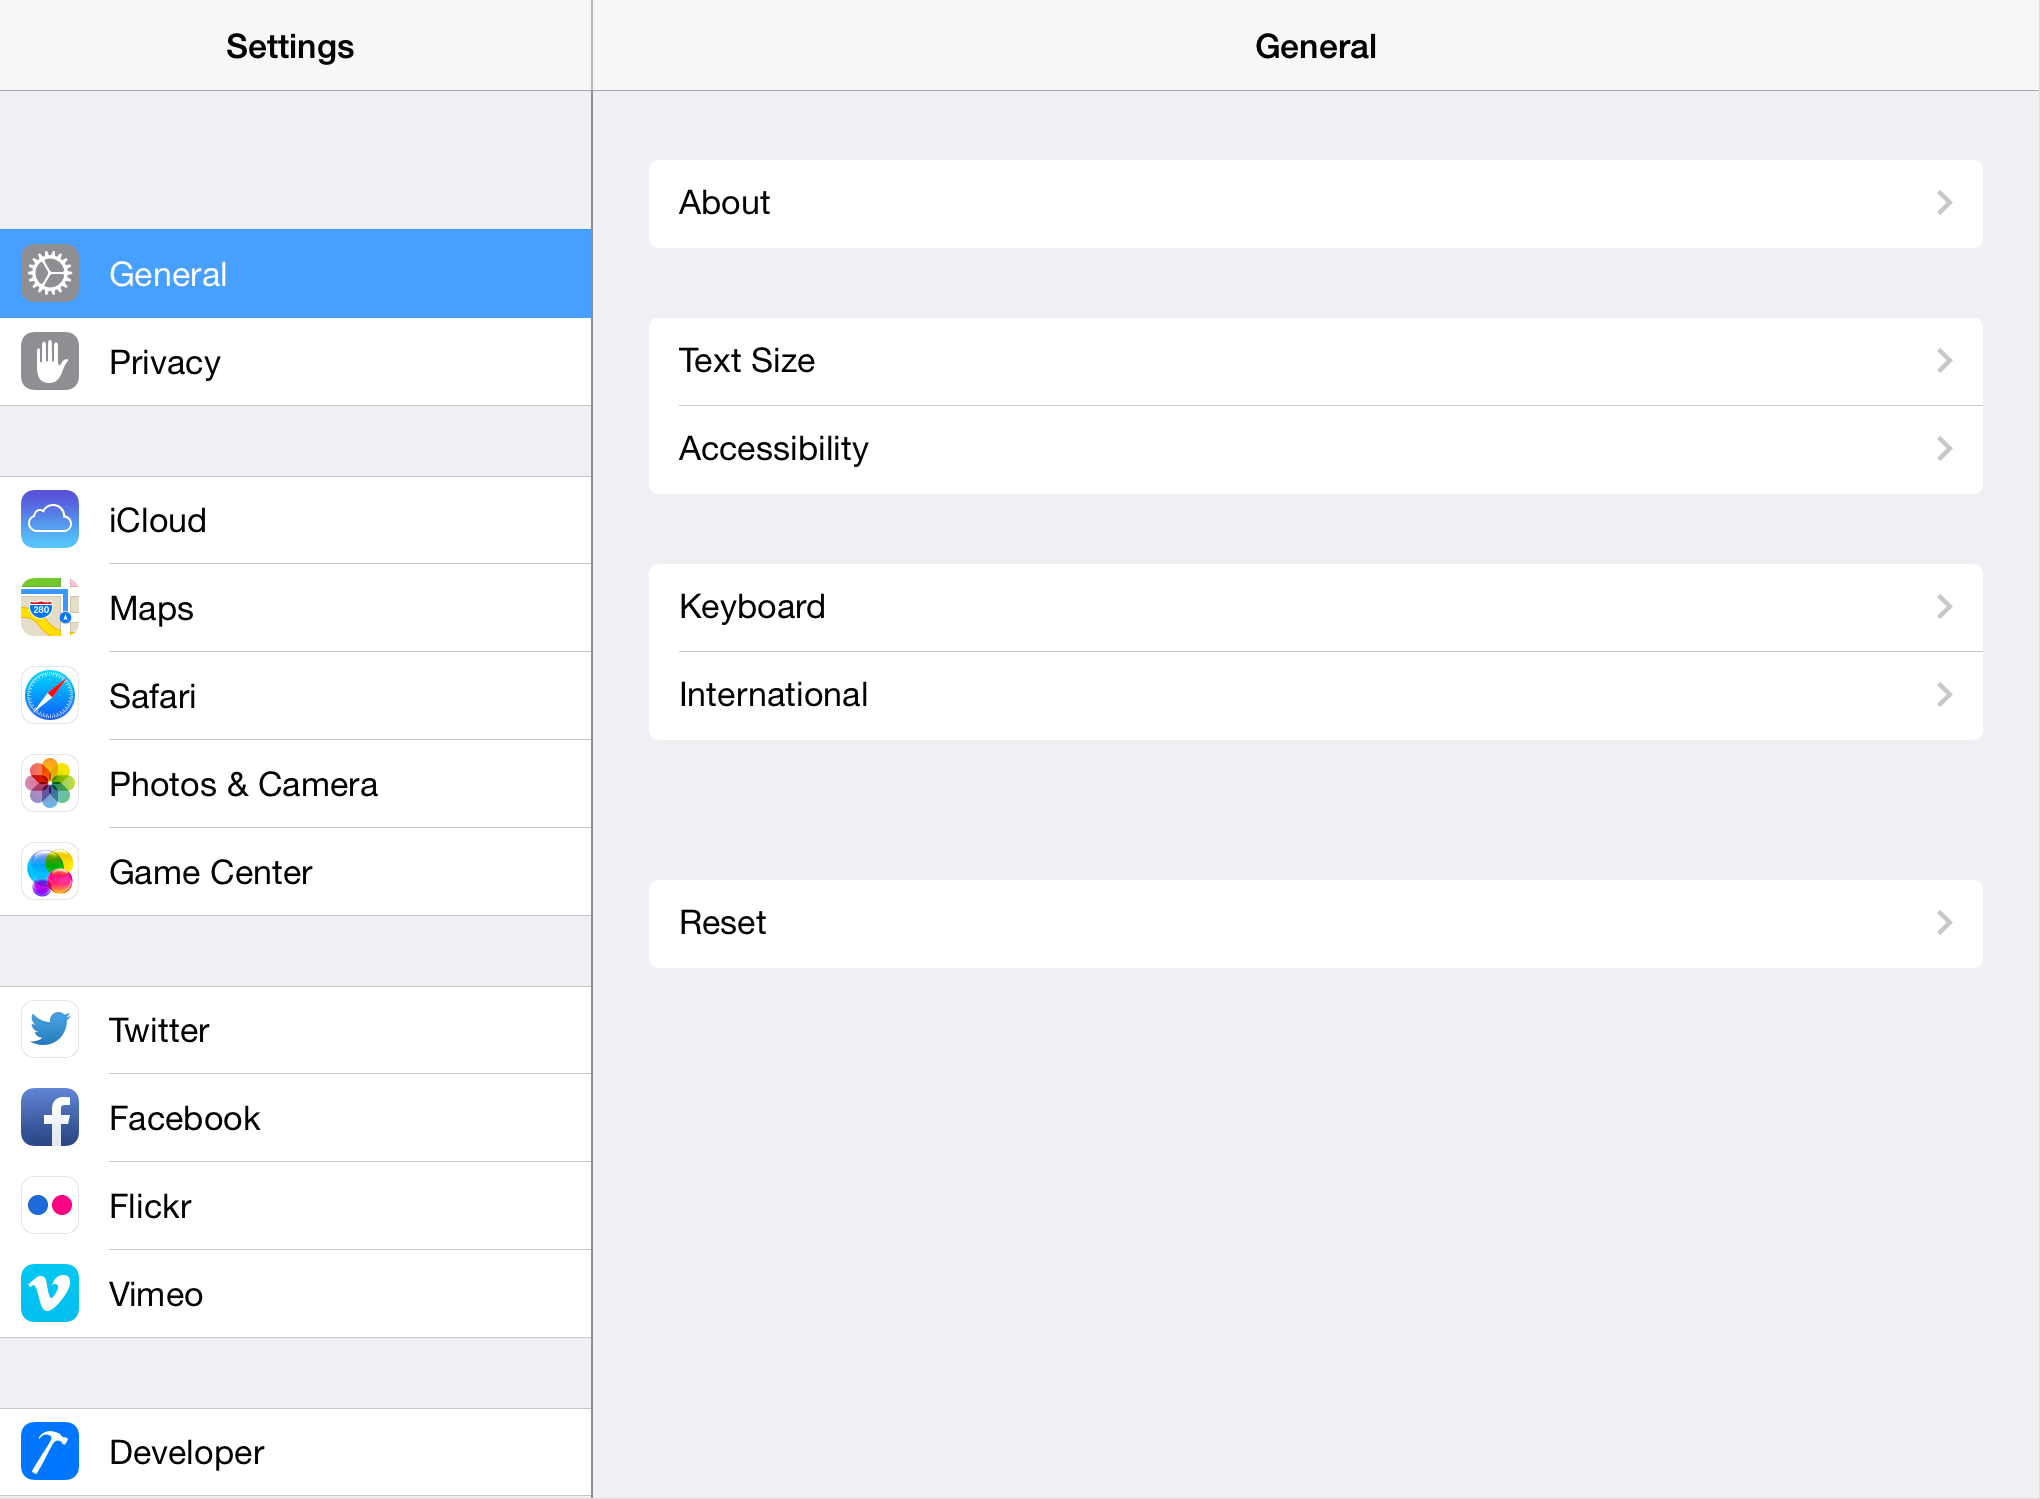 Settings
General
Privacy
iCloud
280
Maps
Safari
Photos & Camera
Game Center
Twitter
Facebook
Flickr
Vimeo
Developer
General
About
Text Size
Accessibility
Keyboard
International
Reset